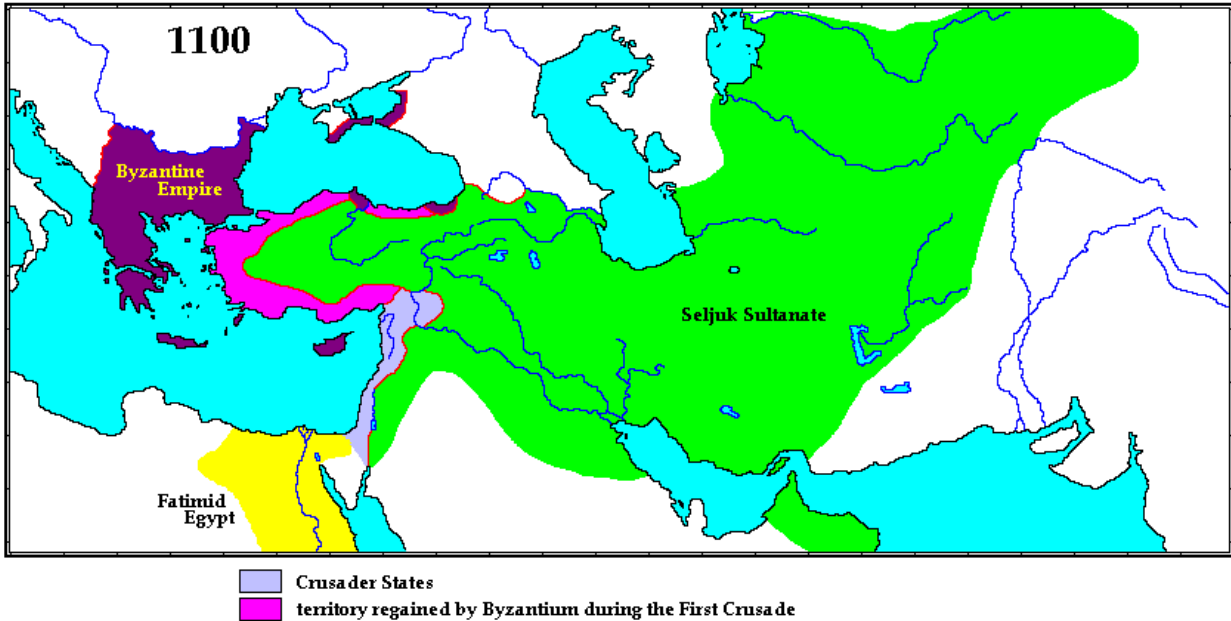 1100
Byzantine
Empire
Seljuk Sultanate
Fatimid
Egypt
Crusader States
territory regained by Byzantium during the First Crusade